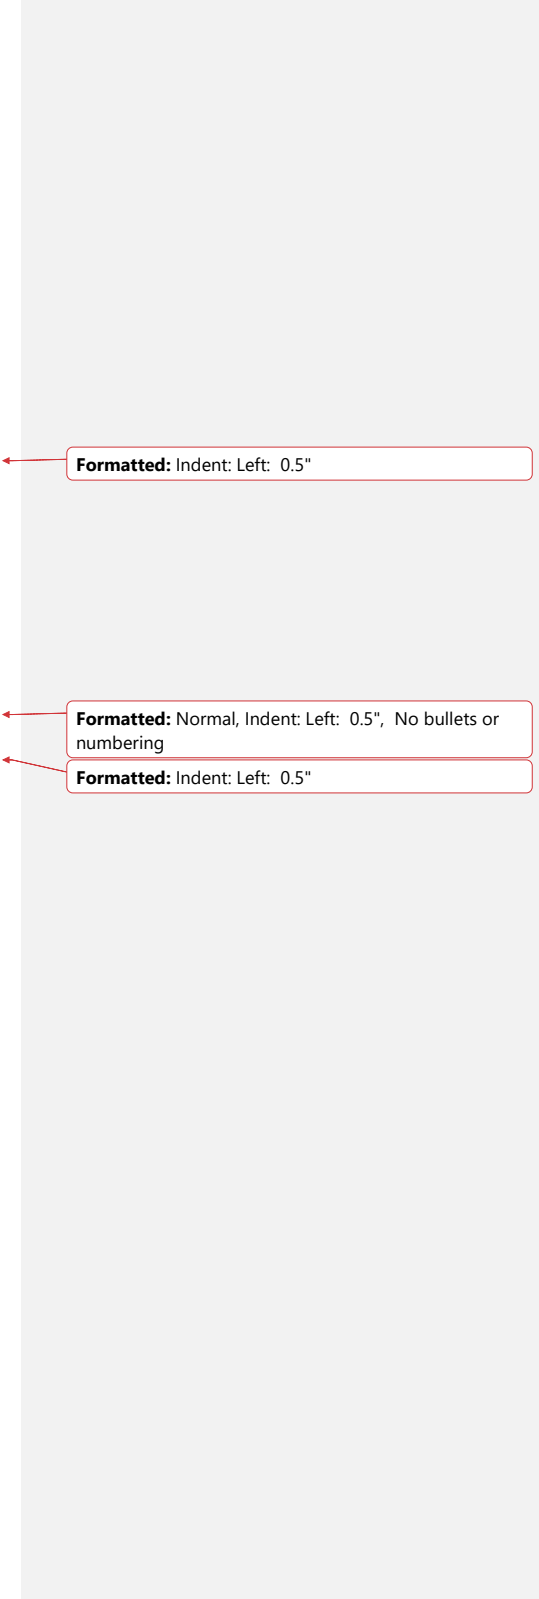 Formatted: Indent: Left:  0.5"
Formatted: Normal, Indent: Left:  0.5",  No bullets or
numbering
Formatted: Indent: Left:  0.5"